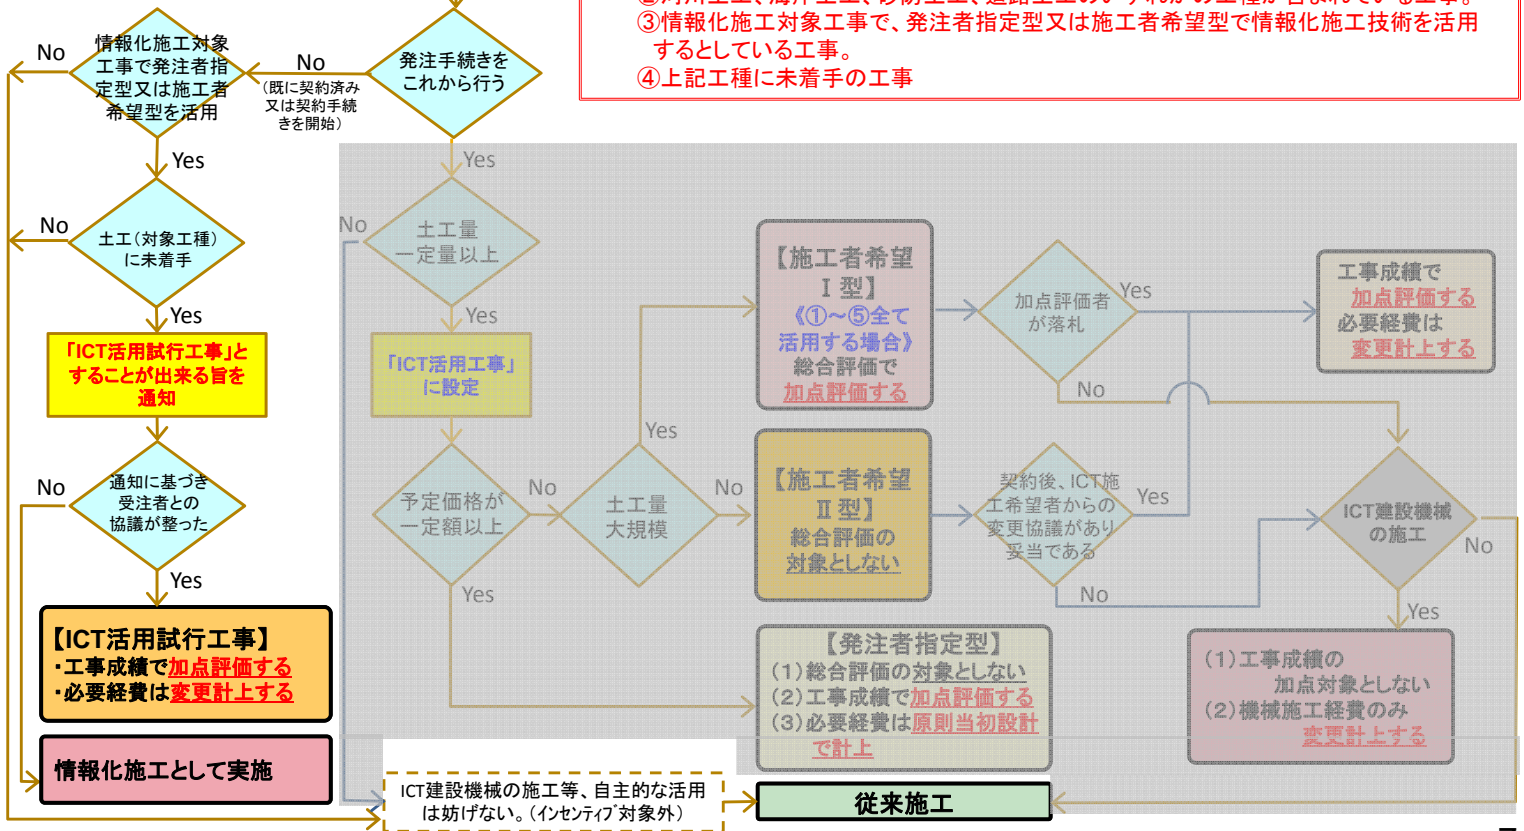 ③情報化施工対象工事で、発注者指定型又は施工者希望型で情報化施工技術を活用
するとしている工事。
④上記工種に未着手の工事
No
情報化施工対象
工事で発注者指
定型又は施工者
希望型を活用
No
(既に契約済み
又は契約手続
きを開始)
発注手続きを
これから行う
Yes
Yes
No
土工(対象工種)
に未着手
No
土工量
一定量以上
Yes
Yes
「ICT活用試行工事」と
することが出来る旨を
通知
「ICT活用工事」
に設定
【施工者希望
Ⅰ型】
《①～⑤全て
活用する場合》
総合評価で
加点評価する
加点評価者
が落札
Yes
No
工事成績で
加点評価する
必要経費は
変更計上する
No
通知に基づき
受注者との
協議が整った
Yes
予定価格が
一定額以上
No
Yes
土工量
大規模
Yes
No
【施工者希望
Ⅱ型】
総合評価の
対象としない
契約後、ICT施
工希望者からの
変更協議があり
妥当である
Yes
No
ICT建設機械
の施工
No
Yes
【ICT活用試行工事】
・工事成績で加点評価する
・必要経費は変更計上する
【発注者指定型】
(1)総合評価の対象としない
(2)工事成績で加点評価する
(3)必要経費は原則当初設計
で計上
(1)工事成績の
加点対象としない
(2)機械施工経費のみ
変更計上する
情報化施工として実施
ICT建設機械の施工等、自主的な活用
は妨げない。(インセンティブ対象外)
従来施工